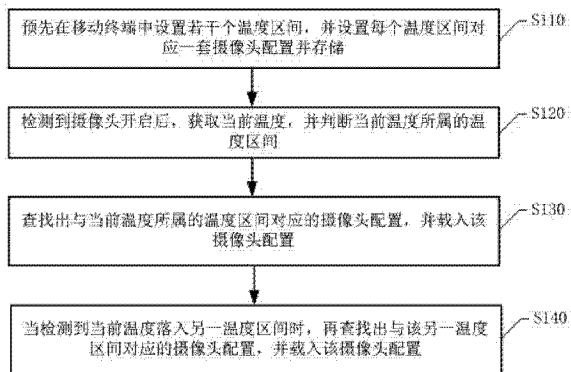 预先在移动终端中设置若干个温度区间，并设置每个温度区间对
应一套摄像头配置并存储
S110
检测到摄像头开启后，获取当前温度，并判断当前温度所属的温
度区间
S120
查找出与当前温度所属的温度区间对应的摄像头配置，并载入该
摄像头配置
S130
当检测到当前温度落入另一温度区间时，再查找出与该另一温度
区间对应的摄像头配置，并载入该摄像头配置
S140